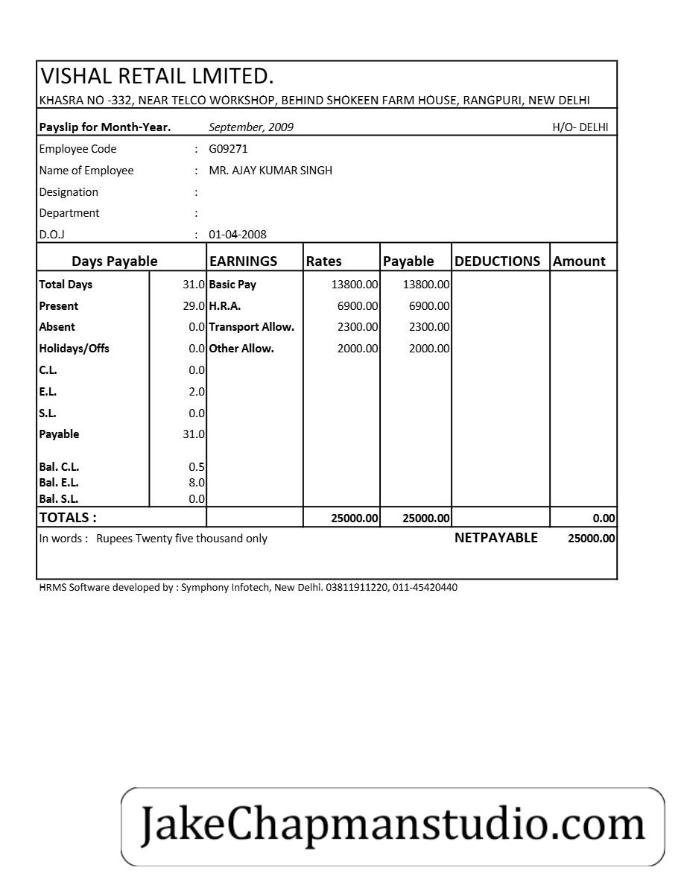 VISHAL RETAIL LMITED.
KHASRA NO -332, NEAR TELCO WORKSHOP, BEHIND SHOKEEN FARM HOUSE, RANGPURI, NEW DELHI
Payslip for Month-Year. September, 2009 H/O- DELHI
Employee Code : G09271
Name of Employee : MR. AJAY KUMAR SINGH
Designation :
Department :
D.O.J : 01-04-2008
Days Payable EARNINGS Rates Payable DEDUCTIONS Amount
Total Days 31.0 Basic Pay 13800.00 13800.00
Present 29.0 H.R.A. 6900.00 6900.00
Absent 0.0 Transport Allow. 2300.00 2300.00
Holidays/Offs 0.0 Other Allow. 2000.00 2000.00
C.L. 0.0
E.L. 2.0
S.L. 0.0
Payable 31.0
Bal. C.L. 0.5
Bal. E.L. 8.0
Bal. S.L. 0.0
TOTALS : 25000.00 25000.00 0.00
In words : Rupees Twenty five thousand only NETPAYABLE 25000.00
HRMS Software developed by : Symphony Infotech, New Delhi. 03811911220, 011-45420440
JakeChapmanstudio.com